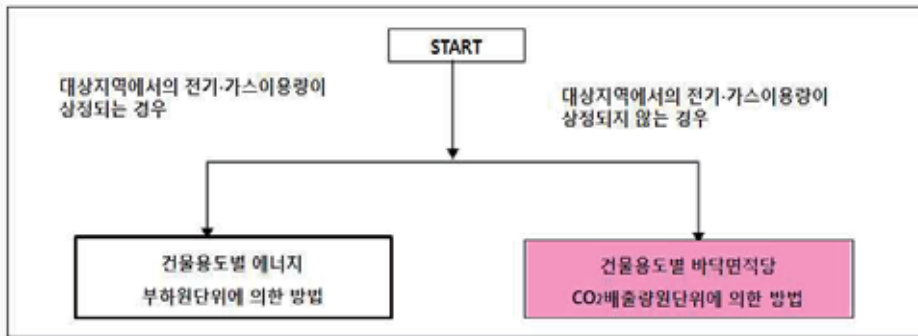 START
대상지역에서의 전기·가스이용량이
상정되는 경우
대상지역에서의 전기·가스이용량이
상정되지 않는 경우
건물용도별 에너지
부하원단위에 의한 방법
건물용도별 바닥면적당
CO₂배출량원단위에 의한 방법